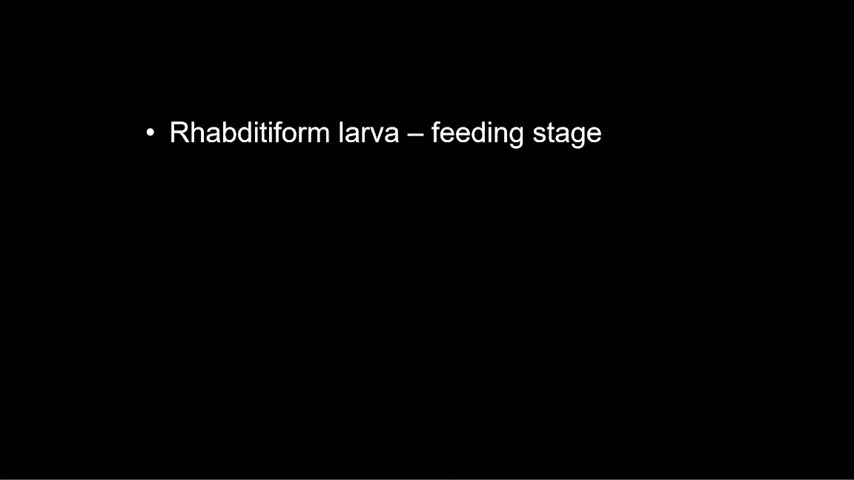 • Rhabditiform larva – feeding stage